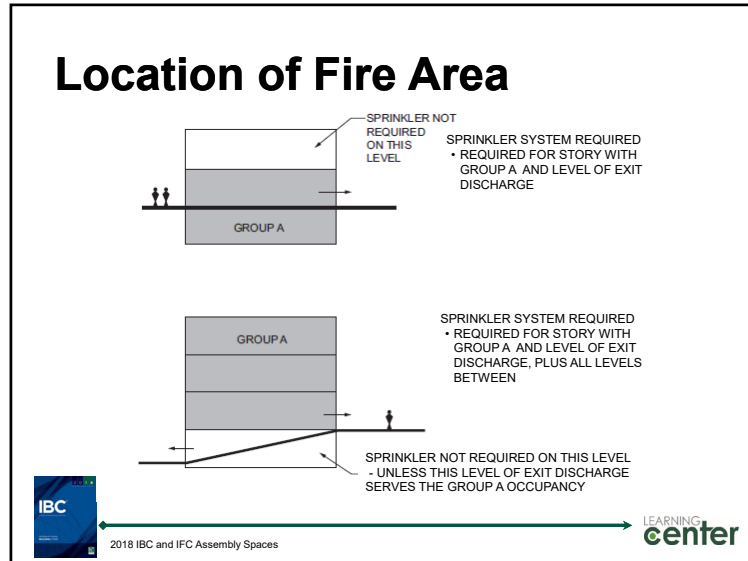 Location of Fire Area
SPRINKLER NOT
REQUIRED
ON THIS
LEVEL
SPRINKLER SYSTEM REQUIRED
• REQUIRED FOR STORY WITH
GROUP A AND LEVEL OF EXIT
DISCHARGE
GROUP A
SPRINKLER SYSTEM REQUIRED
• REQUIRED FOR STORY WITH
GROUP A AND LEVEL OF EXIT
DISCHARGE, PLUS ALL LEVELS
BETWEEN
GROUP A
SPRINKLER NOT REQUIRED ON THIS LEVEL
- UNLESS THIS LEVEL OF EXIT DISCHARGE
SERVES THE GROUP A OCCUPANCY
IBC
2018 IBC and IFC Assembly Spaces
LEARNING
center